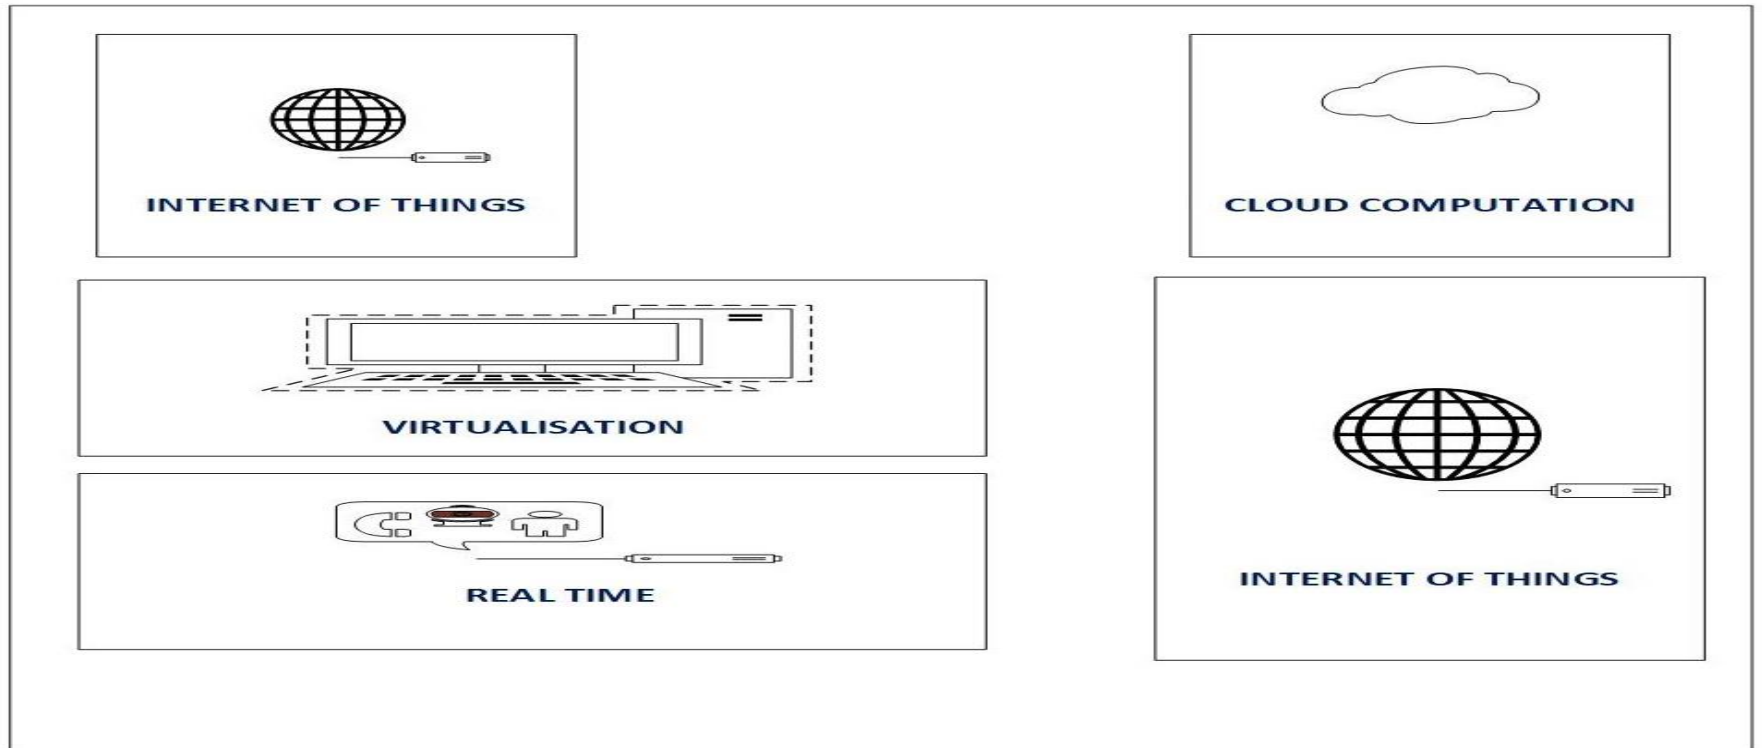 INTERNET OF THINGS
CLOUD COMPUTATION
VIRTUALISATION
REAL TIME
INTERNET OF THINGS